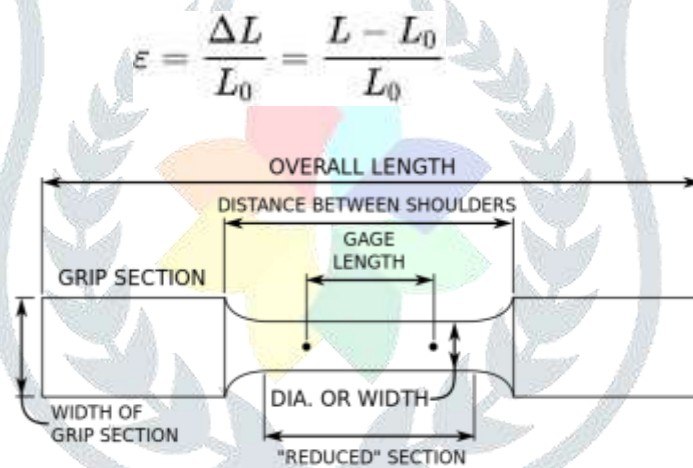 ε = ΔL / L₀ = (L − L₀) / L₀
OVERALL LENGTH
DISTANCE BETWEEN SHOULDERS
GAGE
LENGTH
GRIP SECTION
DIA. OR WIDTH
WIDTH OF
GRIP SECTION
"REDUCED" SECTION